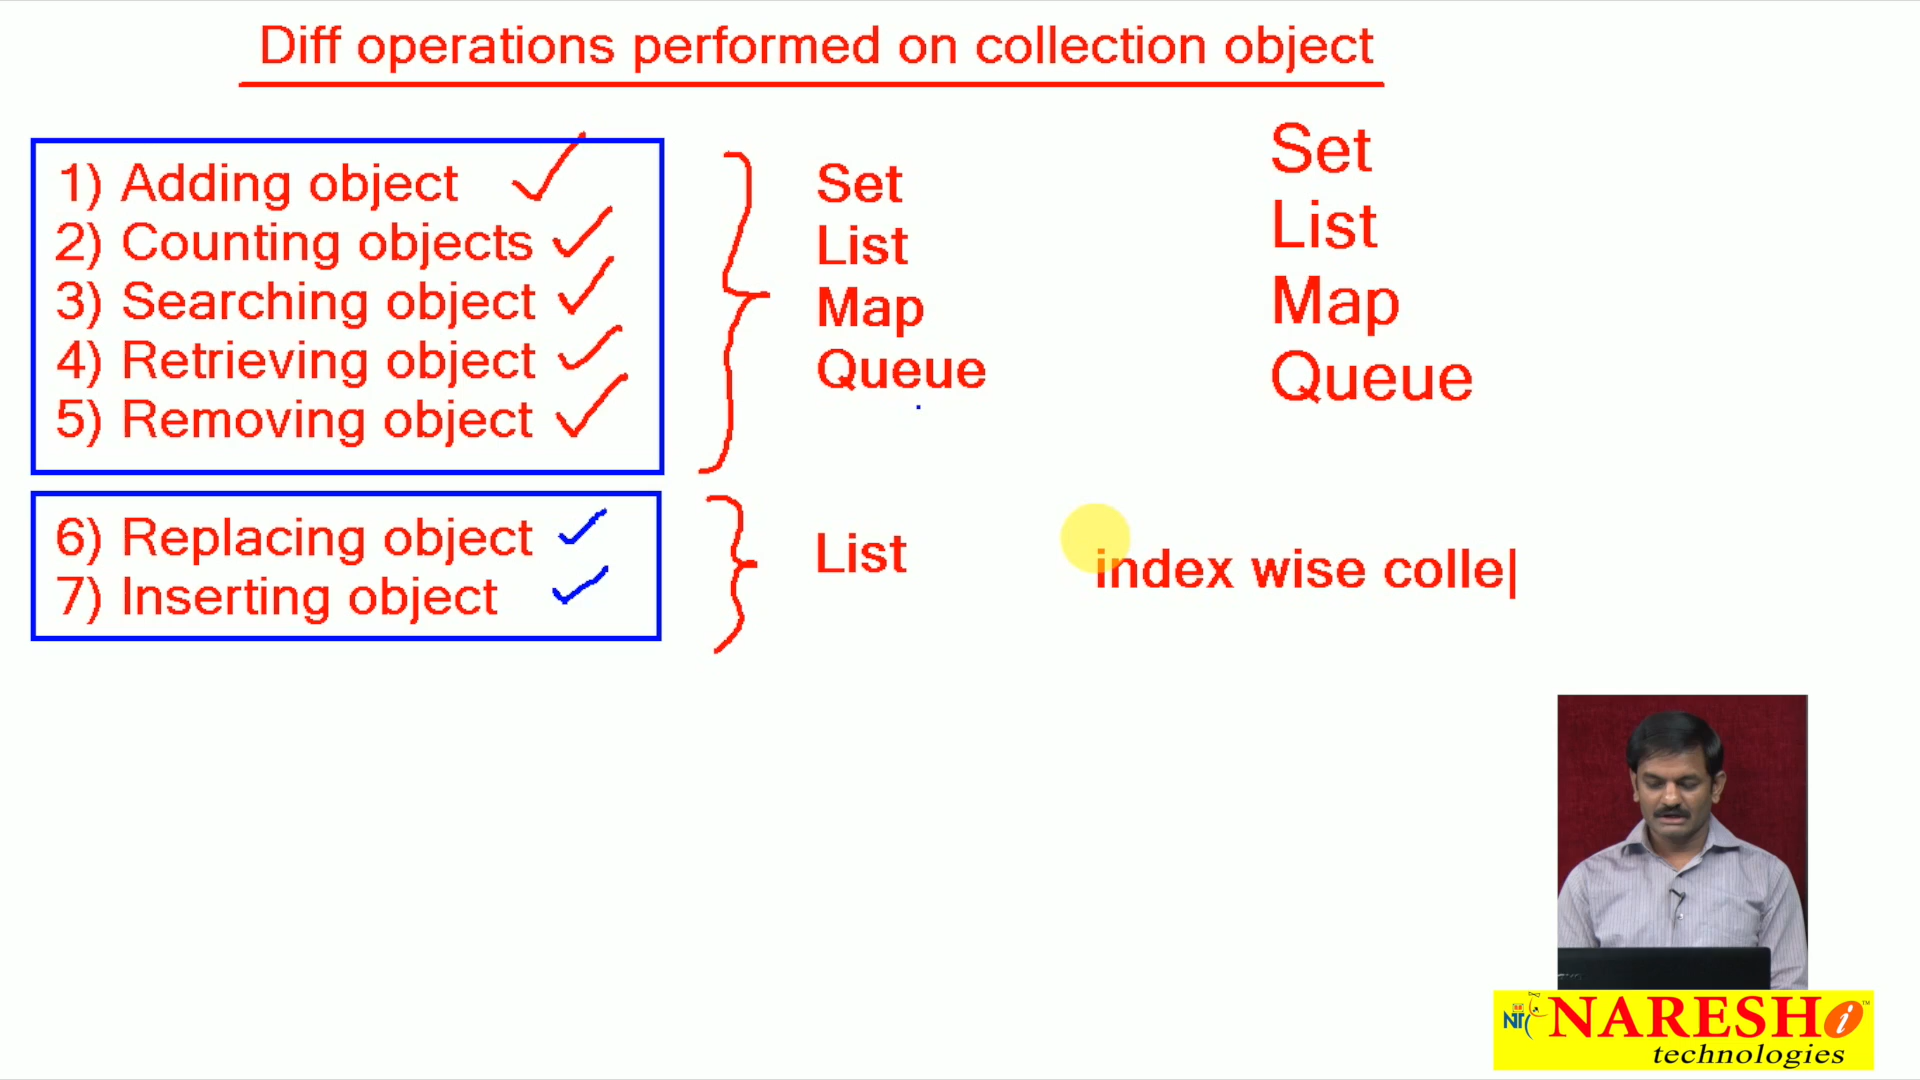 Diff operations performed on collection object
1) Adding object
2) Counting objects
3) Searching object
4) Retrieving object
5) Removing object
Set
List
Map
Queue
Set
List
Map
Queue
6) Replacing object
7) Inserting object
List
index wise colle
NARESH i
technologies